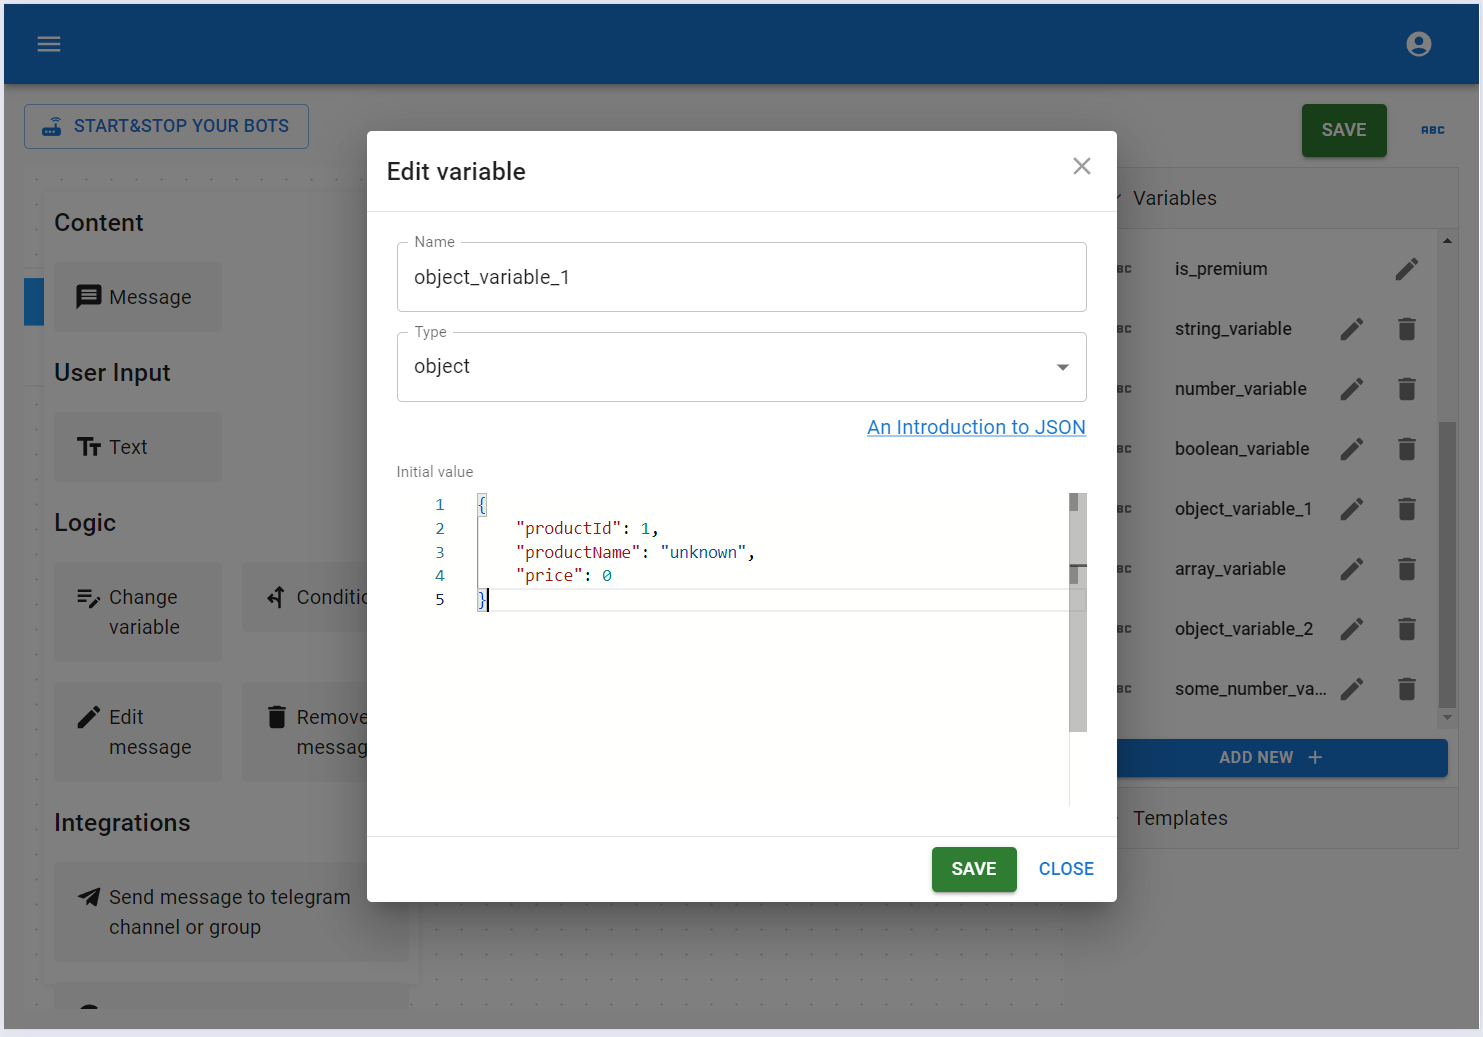 START&STOP YOUR BOTS
SAVE
ABC
Content
Message
User Input
Text
Logic
Change
variable
Edit
message
Integrations
Send message to telegram
channel or group
Edit variable
Name
object_variable_1
Type
object
An Introduction to JSON
Initial value
1 {
2 "productId": 1,
3 "productName": "unknown",
4 "price": 0
5 }
SAVE
CLOSE
Variables
is_premium
string_variable
number_variable
boolean_variable
object_variable_1
array_variable
object_variable_2
some_number_va...
ADD NEW
Templates